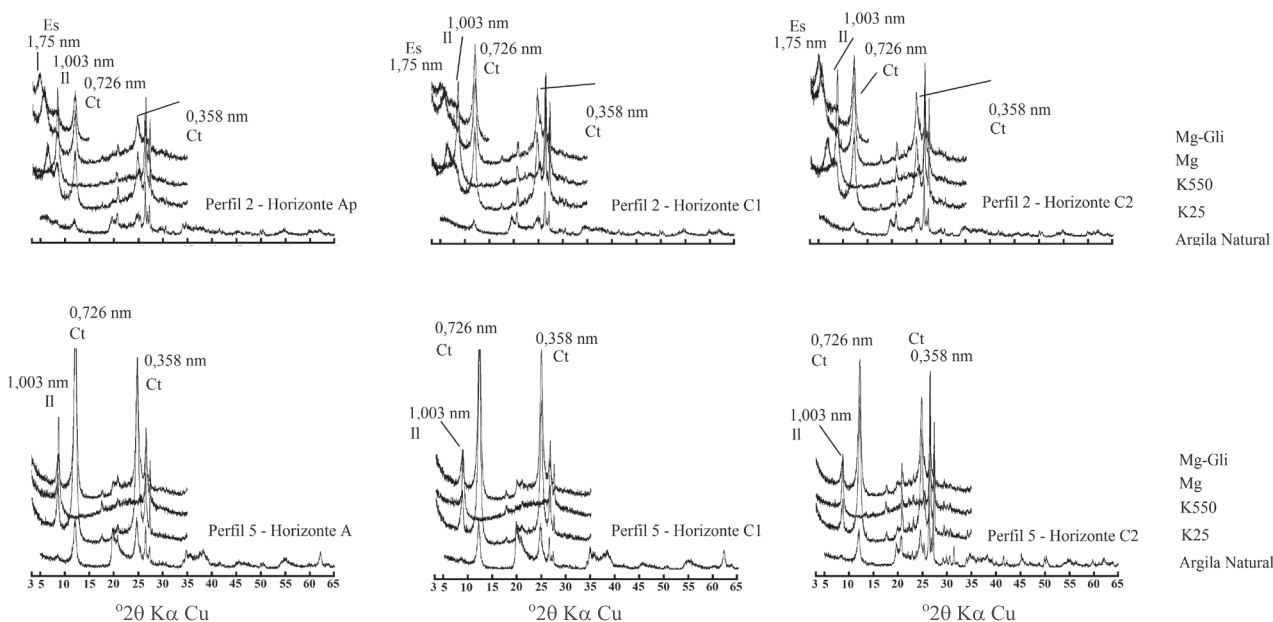 Es
1,75 nm
1,003 nm
Il
0,726 nm
Ct
0,358 nm
Ct
Perfil 2 - Horizonte Ap
1,003 nm
Il
Es
1,75 nm
0,726 nm
Ct
0,358 nm
Ct
Perfil 2 - Horizonte C1
Es
1,75 nm
1,003 nm
Il
0,726 nm
Ct
0,358 nm
Ct
Perfil 2 - Horizonte C2
Mg-Gli
Mg
K550
K25
Argila Natural
0,726 nm
Ct
0,358 nm
Ct
1,003 nm
Il
Perfil 5 - Horizonte A
3 5 10 15 20 25 30 35 40 45 50 55 60 65
°2θ Kα Cu
0,726 nm
Ct
0,358 nm
Ct
1,003 nm
Il
Perfil 5 - Horizonte C1
3 5 10 15 20 25 30 35 40 45 50 55 60 65
°2θ Kα Cu
0,726 nm
Ct
Ct
0,358 nm
1,003 nm
Il
Perfil 5 - Horizonte C2
3 5 10 15 20 25 30 35 40 45 50 55 60 65
°2θ Kα Cu
Mg-Gli
Mg
K550
K25
Argila Natural